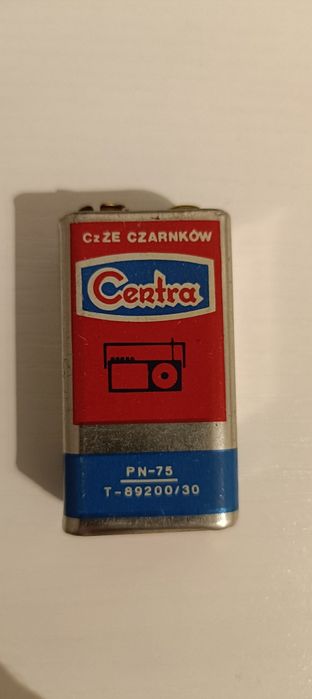 CzZE CZARNKÓW
Centra
PN-75
T-89200/30